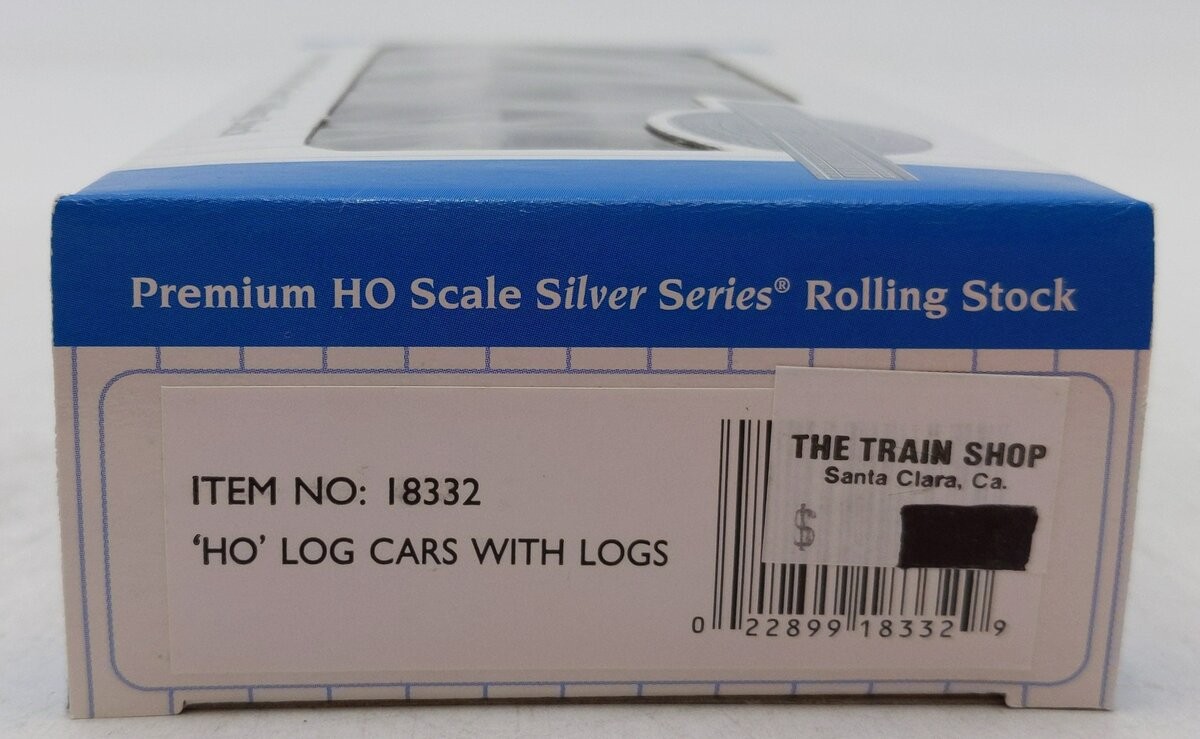 Premium HO Scale Silver Series® Rolling Stock
ITEM NO: 18332
'HO' LOG CARS WITH LOGS
THE TRAIN SHOP
Santa Clara, Ca.
$
0 22899 18332 9